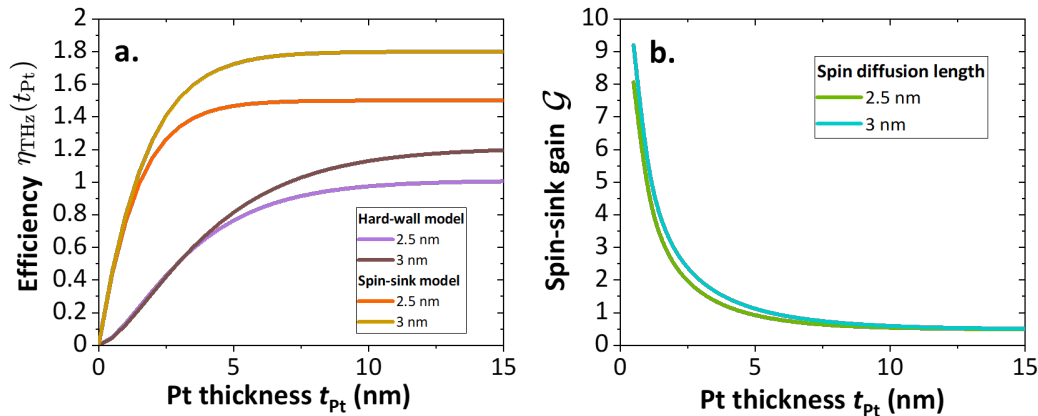 a.
Efficiency η_THz(t_Pt)
1.8
1.6
1.4
1.2
1
0.8
0.6
0.4
0.2
0
Hard-wall model
2.5 nm
3 nm
Spin-sink model
2.5 nm
3 nm
0
5
10
15
Pt thickness t_Pt (nm)
b.
Spin-sink gain 𝒢
10
9
8
7
6
5
4
3
2
1
0
Spin diffusion length
2.5 nm
3 nm
0
5
10
15
Pt thickness t_Pt (nm)